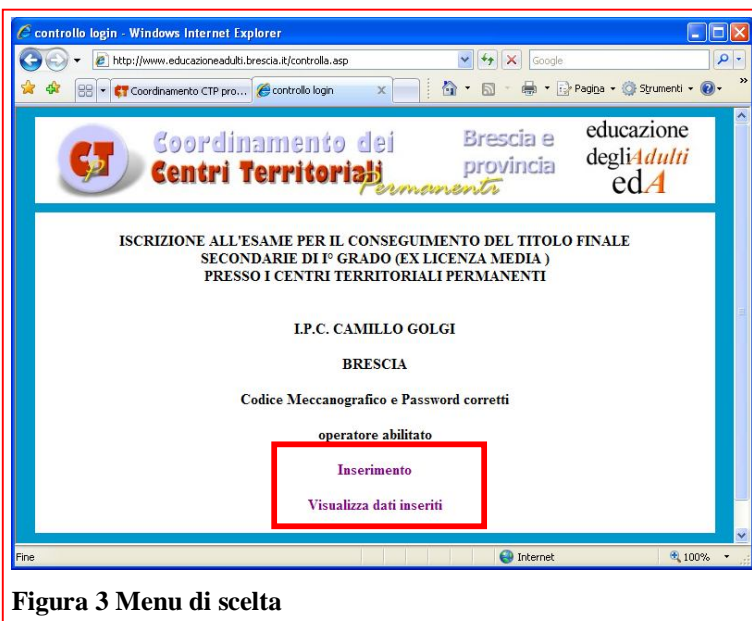 controllo login - Windows Internet Explorer
http://www.educazioneadulti.brescia.it/controlla.asp
Google
Coordinamento CTP pro...
controllo login
x
Pagina
Strumenti
»
CTP
Coordinamento dei
Centri Territoriali
Permanenti
Brescia e
provincia
educazione
degliAdulti
edA
ISCRIZIONE ALL'ESAME PER IL CONSEGUIMENTO DEL TITOLO FINALE
SECONDARIE DI I° GRADO (EX LICENZA MEDIA )
PRESSO I CENTRI TERRITORIALI PERMANENTI
I.P.C. CAMILLO GOLGI
BRESCIA
Codice Meccanografico e Password corretti
operatore abilitato
Inserimento
Visualizza dati inseriti
Fine
Internet
100%
Figura 3 Menu di scelta